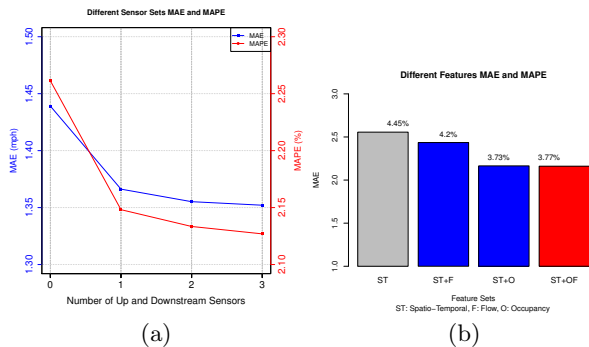 Different Sensor Sets MAE and MAPE
MAE
MAPE
1.50
1.45
1.40
1.35
1.30
MAE (mph)
2.30
2.25
2.20
2.15
2.10
MAPE (%)
0 1 2 3
Number of Up and Downstream Sensors
(a)
Different Features MAE and MAPE
3.0
2.5
2.0
1.5
1.0
MAE
4.45%
4.2%
3.73%
3.77%
ST ST+F ST+O ST+OF
Feature Sets
ST: Spatio−Temporal, F: Flow, O: Occupancy
(b)